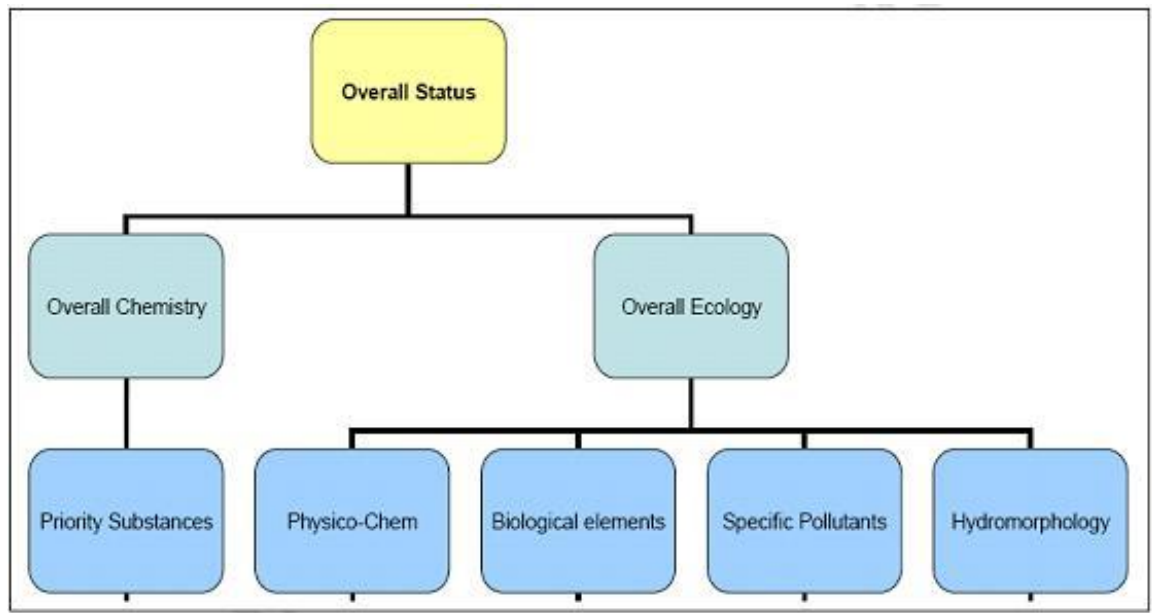 Overall Status
Overall Chemistry
Overall Ecology
Priority Substances
Physico-Chem
Biological elements
Specific Pollutants
Hydromorphology